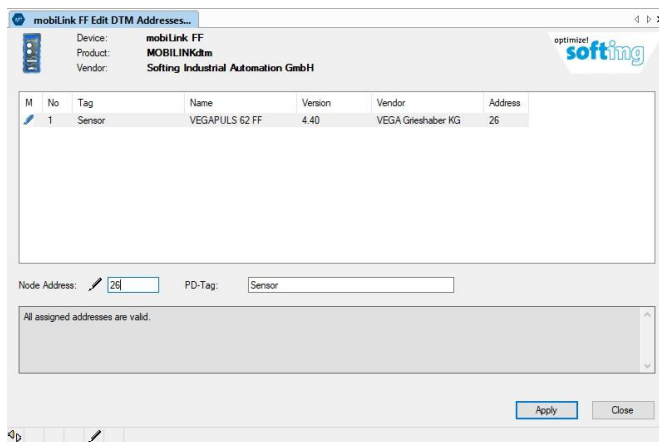 mobiLink FF Edit DTM Addresses...
Device: mobiLink FF
Product: MOBILINKdtm
Vendor: Softing Industrial Automation GmbH
optimize!
softing
M No Tag Name Version Vendor Address
1 Sensor VEGAPULS 62 FF 4.40 VEGA Grieshaber KG 26
Node Address: 26 PD-Tag: Sensor
All assigned addresses are valid.
Apply Close